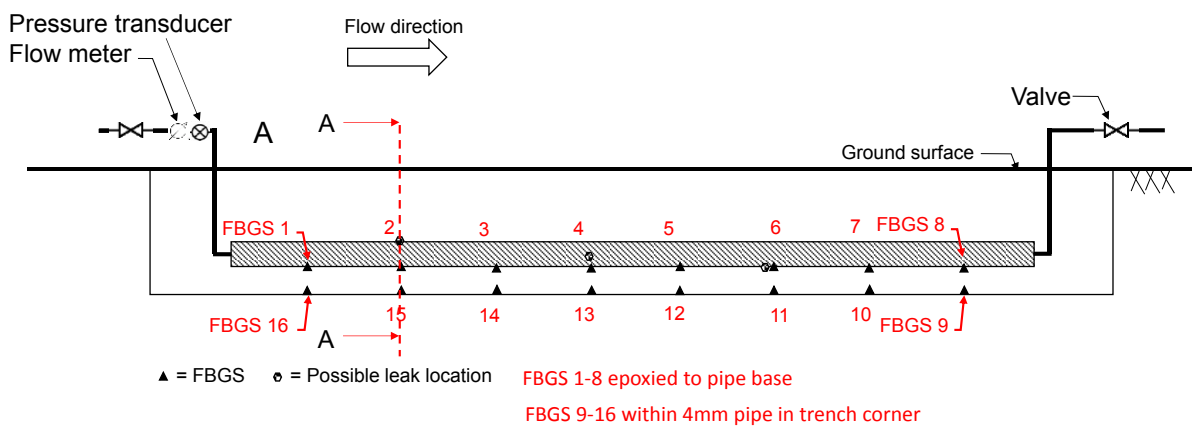 Pressure transducer
Flow meter
Flow direction
A
A
Valve
Ground surface
FBGS 1
2
3
4
5
6
7
FBGS 8
FBGS 16
15
14
13
12
11
10
FBGS 9
A
▲ = FBGS = Possible leak location
FBGS 1-8 epoxied to pipe base
FBGS 9-16 within 4mm pipe in trench corner